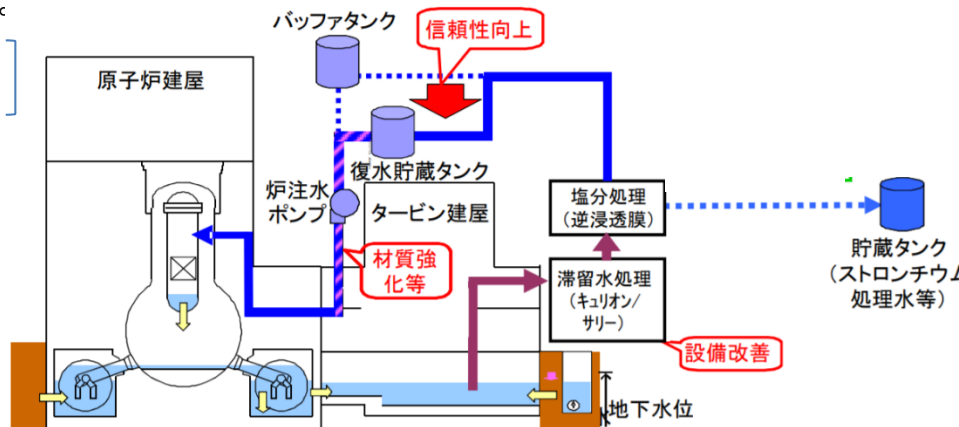 バッファタンク
信頼性向上
原子炉建屋
復水貯蔵タンク
炉注水
ポンプ
タービン建屋
塩分処理
(逆浸透膜)
材質強
化等
滞留水処理
(キュリオン/
サリー)
貯蔵タンク
(ストロンチウム
処理水等)
設備改善
地下水位